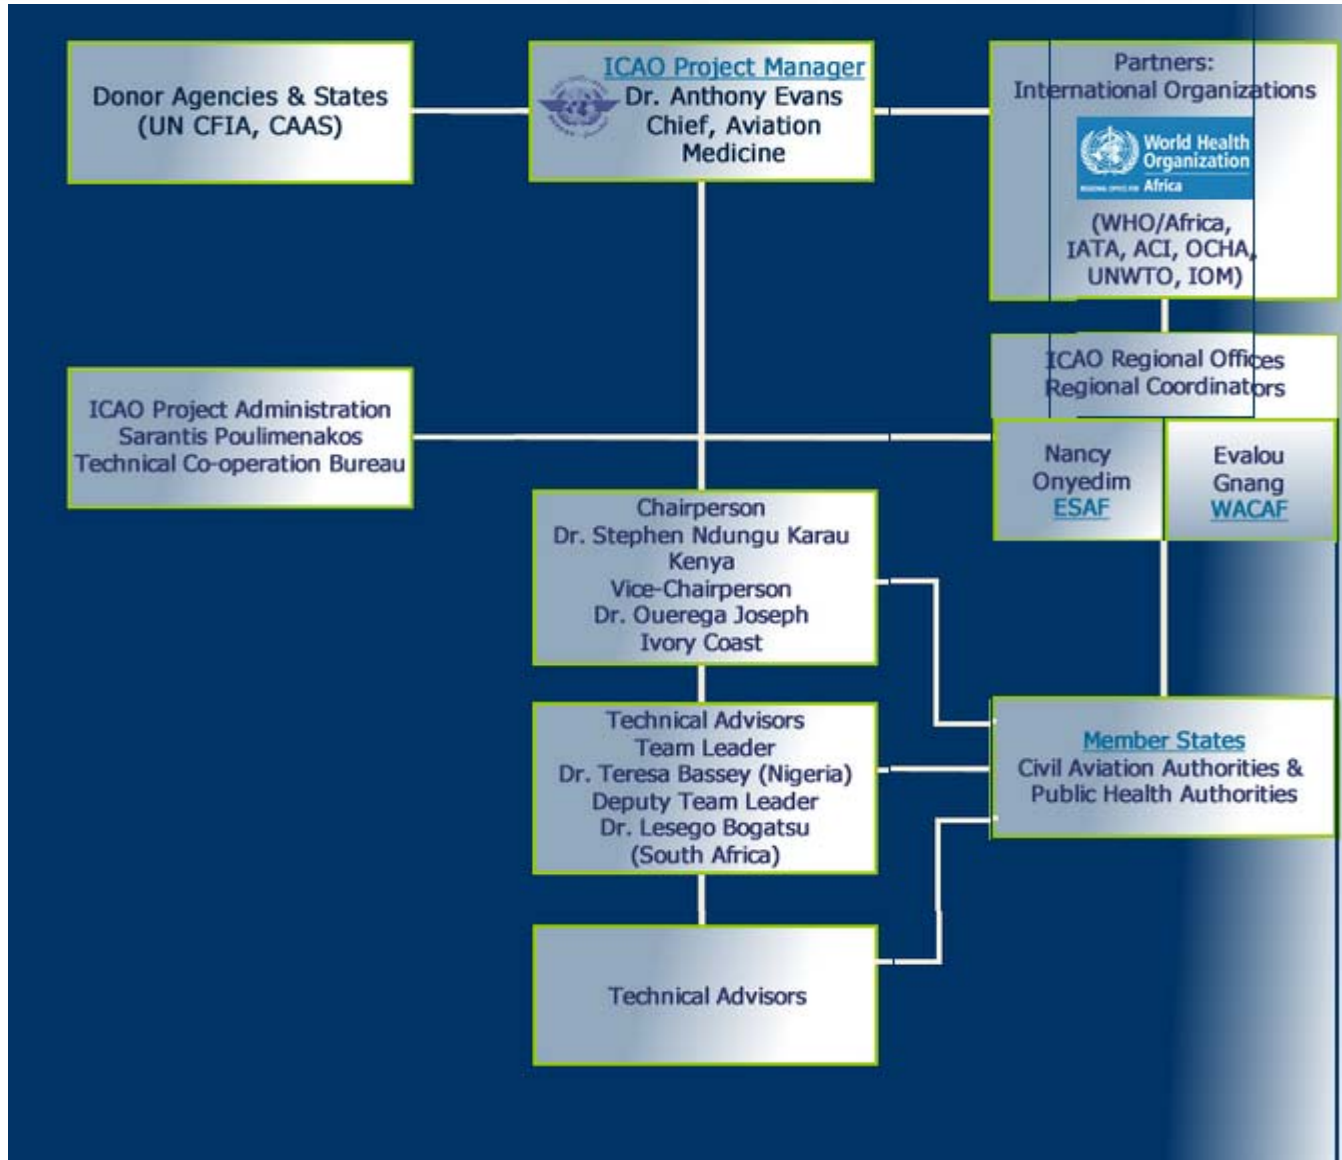 Donor Agencies & States
(UN CFIA, CAAS)
ICAO Project Manager
Dr. Anthony Evans
Chief, Aviation
Medicine
Partners:
International Organizations
World Health
Organization
REGIONAL OFFICE FOR Africa
(WHO/Africa,
IATA, ACI, OCHA,
UNWTO, IOM)
ICAO Project Administration
Sarantis Poulimenakos
Technical Co-operation Bureau
ICAO Regional Offices
Regional Coordinators
Nancy
Onyedim
ESAF
Evalou
Gnang
WACAF
Chairperson
Dr. Stephen Ndungu Karau
Kenya
Vice-Chairperson
Dr. Ouerega Joseph
Ivory Coast
Technical Advisors
Team Leader
Dr. Teresa Bassey (Nigeria)
Deputy Team Leader
Dr. Lesego Bogatsu
(South Africa)
Member States
Civil Aviation Authorities &
Public Health Authorities
Technical Advisors